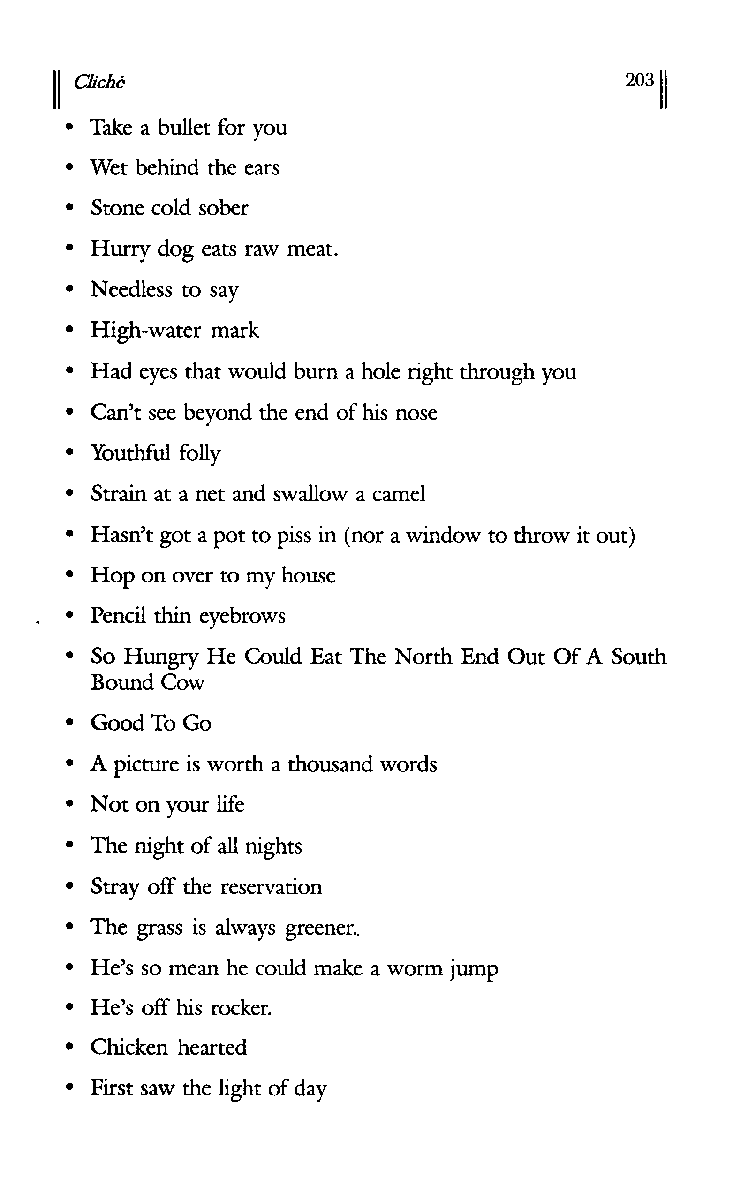 Cliché 203
• Take a bullet for you
• Wet behind the ears
• Stone cold sober
• Hurry dog eats raw meat.
• Needless to say
• High-water mark
• Had eyes that would burn a hole right through you
• Can't see beyond the end of his nose
• Youthful folly
• Strain at a net and swallow a camel
• Hasn't got a pot to piss in (nor a window to throw it out)
• Hop on over to my house
• Pencil thin eyebrows
• So Hungry He Could Eat The North End Out Of A South
Bound Cow
• Good To Go
• A picture is worth a thousand words
• Not on your life
• The night of all nights
• Stray off the reservation
• The grass is always greener..
• He's so mean he could make a worm jump
• He's off his rocker.
• Chicken hearted
• First saw the light of day